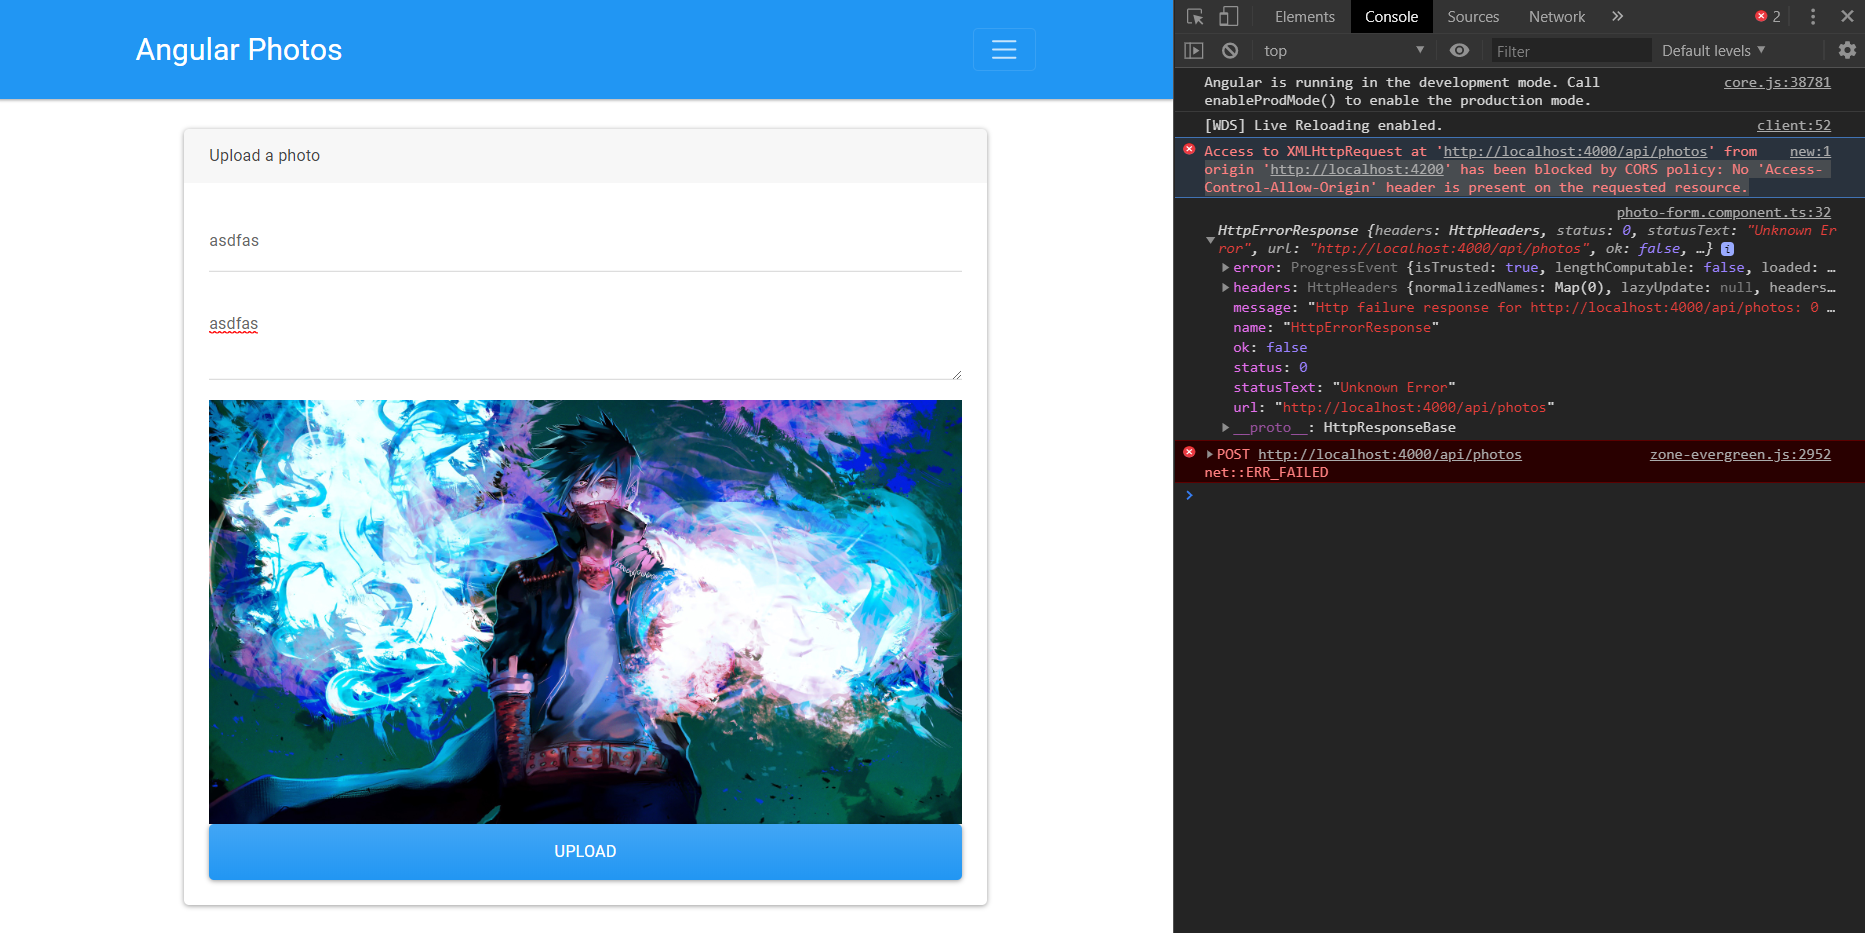 Angular Photos
Upload a photo
asdfas
asdfas
UPLOAD
Elements Console Sources Network » 2
top ▼ Filter Default levels ▼
Angular is running in the development mode. Call core.js:38781
enableProdMode() to enable the production mode.
[WDS] Live Reloading enabled. client:52
Access to XMLHttpRequest at 'http://localhost:4000/api/photos' from new:1
origin 'http://localhost:4200' has been blocked by CORS policy: No 'Access-
Control-Allow-Origin' header is present on the requested resource.
photo-form.component.ts:32
HttpErrorResponse {headers: HttpHeaders, status: 0, statusText: "Unknown Er
ror", url: "http://localhost:4000/api/photos", ok: false, …} i
error: ProgressEvent {isTrusted: true, lengthComputable: false, loaded: …
headers: HttpHeaders {normalizedNames: Map(0), lazyUpdate: null, headers…
message: "Http failure response for http://localhost:4000/api/photos: 0 …
name: "HttpErrorResponse"
ok: false
status: 0
statusText: "Unknown Error"
url: "http://localhost:4000/api/photos"
__proto__: HttpResponseBase
POST http://localhost:4000/api/photos zone-evergreen.js:2952
net::ERR_FAILED